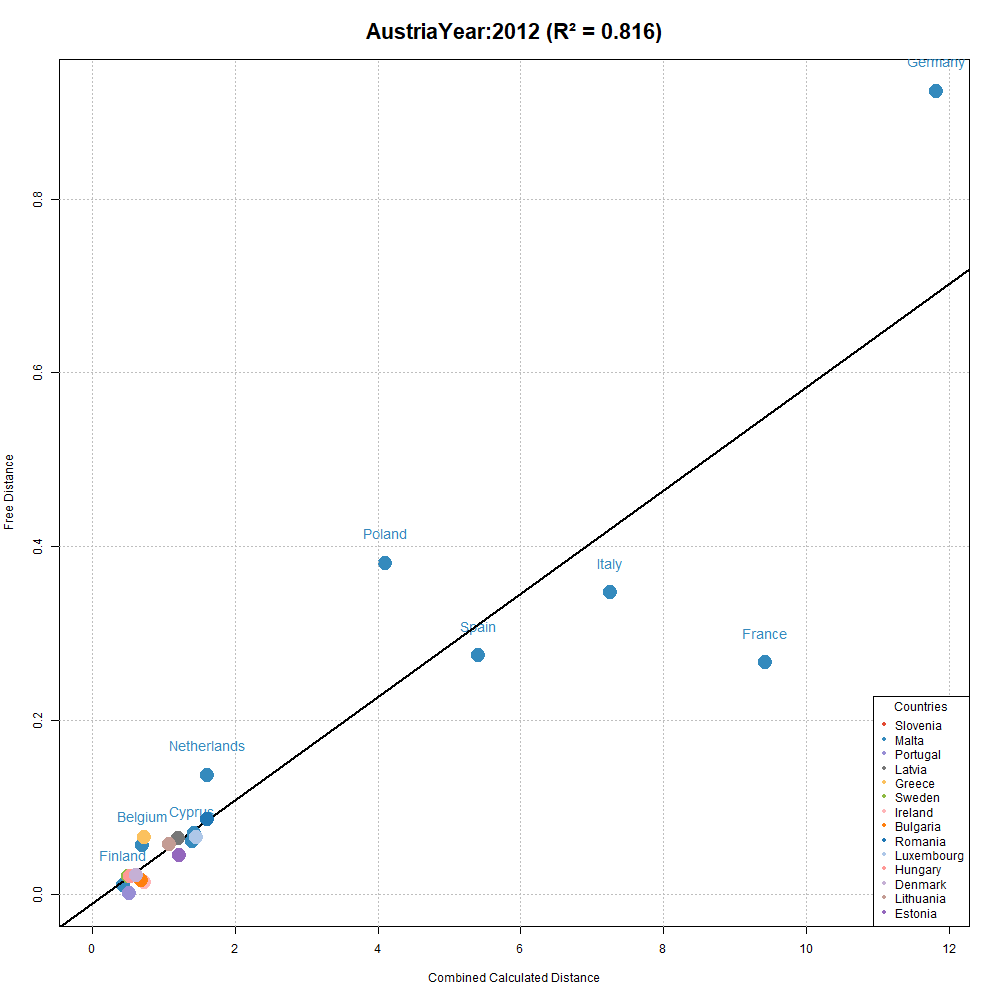 AustriaYear:2012 (R² = 0.816)
Germany
Poland
Italy
Spain
France
Netherlands
Belgium
Cyprus
Finland
0.8
0.6
0.4
0.2
0.0
Free Distance
0
2
4
6
8
10
12
Combined Calculated Distance
Countries
Slovenia
Malta
Portugal
Latvia
Greece
Sweden
Ireland
Bulgaria
Romania
Luxembourg
Hungary
Denmark
Lithuania
Estonia